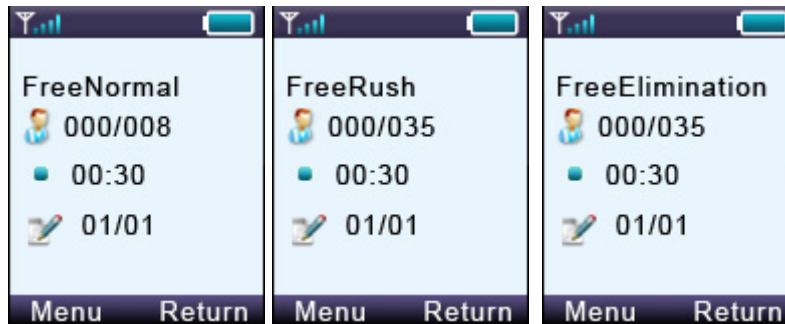 FreeNormal
000/008
00:30
01/01
Menu Return
FreeRush
000/035
00:30
01/01
Menu Return
FreeElimination
000/035
00:30
01/01
Menu Return